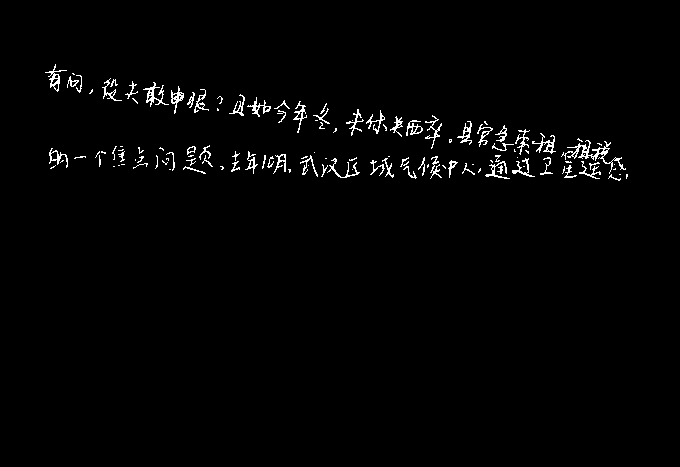 有问，役夫敢申恨？且如今年冬，未休关西卒。县官急索租，租税
的一个焦点问题，去年10月，武汉区域气候中心，通过卫星遥感，